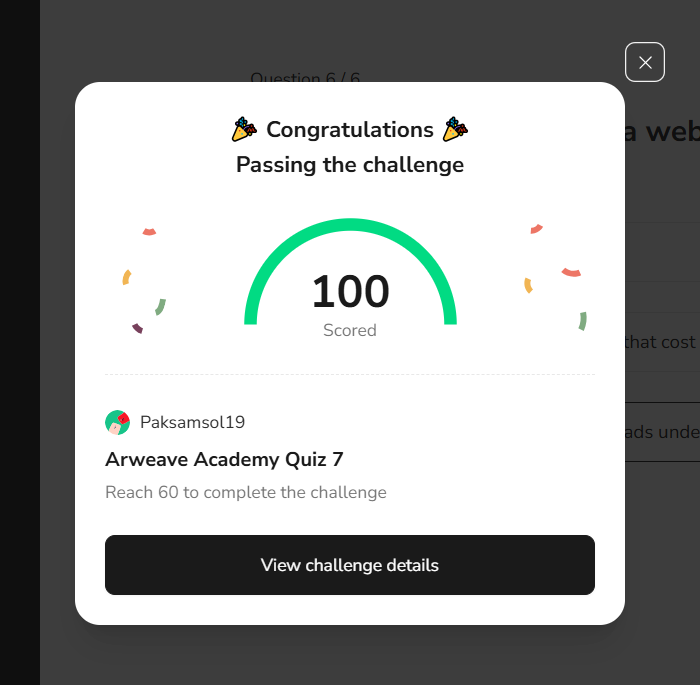 Question 6 / 6
Congratulations
Passing the challenge
a web
100
Scored
that cost
Paksamsol19
ads unde
Arweave Academy Quiz 7
Reach 60 to complete the challenge
View challenge details